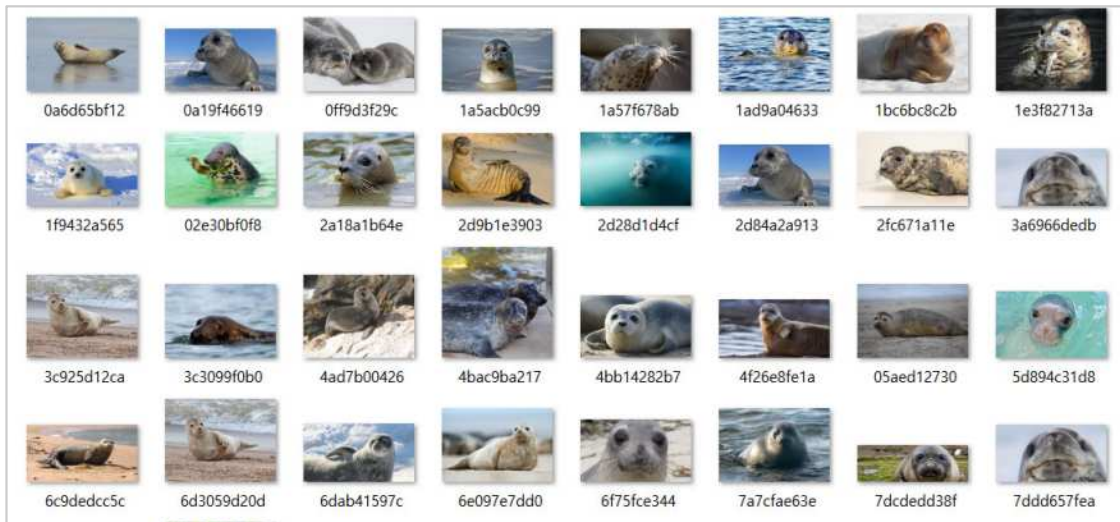 0a6d65bf12 0a19f46619 0ff9d3f29c 1a5acb0c99 1a57f678ab 1ad9a04633 1bc6bc8c2b 1e3f82713a
1f9432a565 02e30bf0f8 2a18a1b64e 2d9b1e3903 2d28d1d4cf 2d84a2a913 2fc671a11e 3a6966dedb
3c925d12ca 3c3099f0b0 4ad7b00426 4bac9ba217 4bb14282b7 4f26e8fe1a 05aed12730 5d894c31d8
6c9dedcc5c 6d3059d20d 6dab41597c 6e097e7dd0 6f75fce344 7a7cfae63e 7dcdedd38f 7ddd657fea